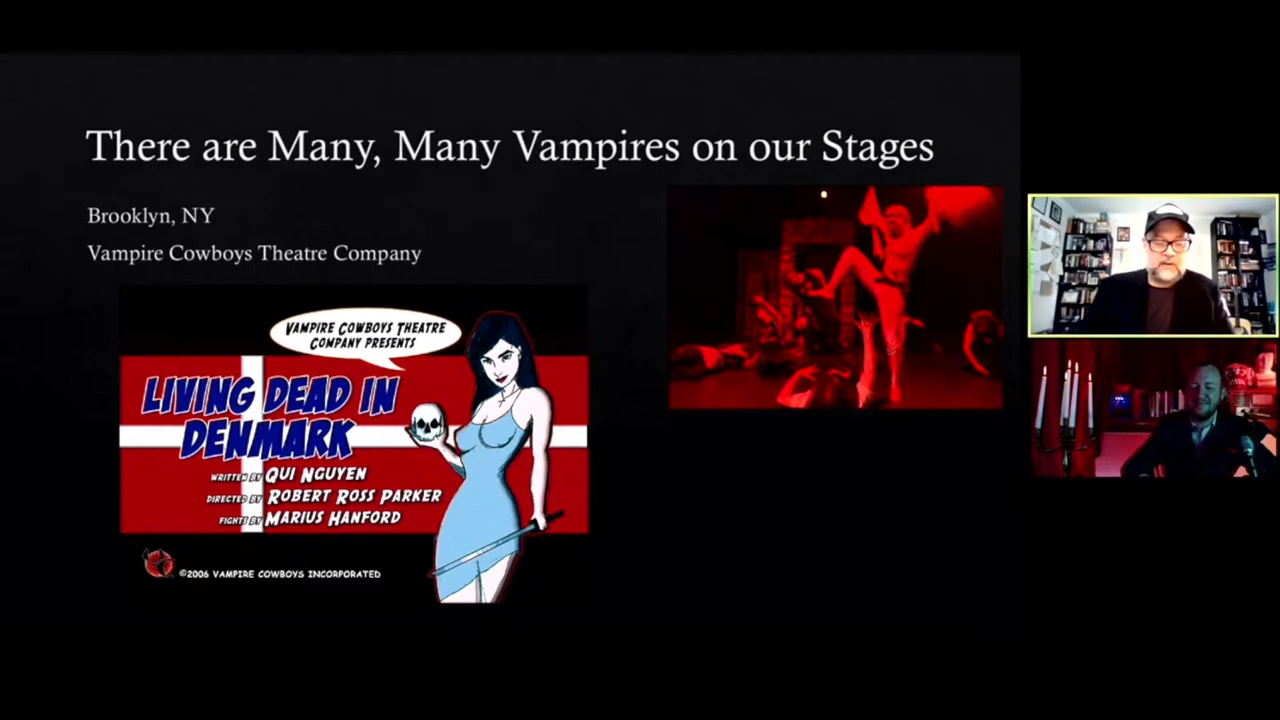 There are Many, Many Vampires on our Stages
Brooklyn, NY
Vampire Cowboys Theatre Company
VAMPIRE COWBOYS THEATRE
COMPANY PRESENTS
LIVING DEAD IN
DENMARK
WRITTEN BY QUI NGUYEN
DIRECTED BY ROBERT ROSS PARKER
FIGHTS BY MARIUS HANFORD
©2006 VAMPIRE COWBOYS INCORPORATED